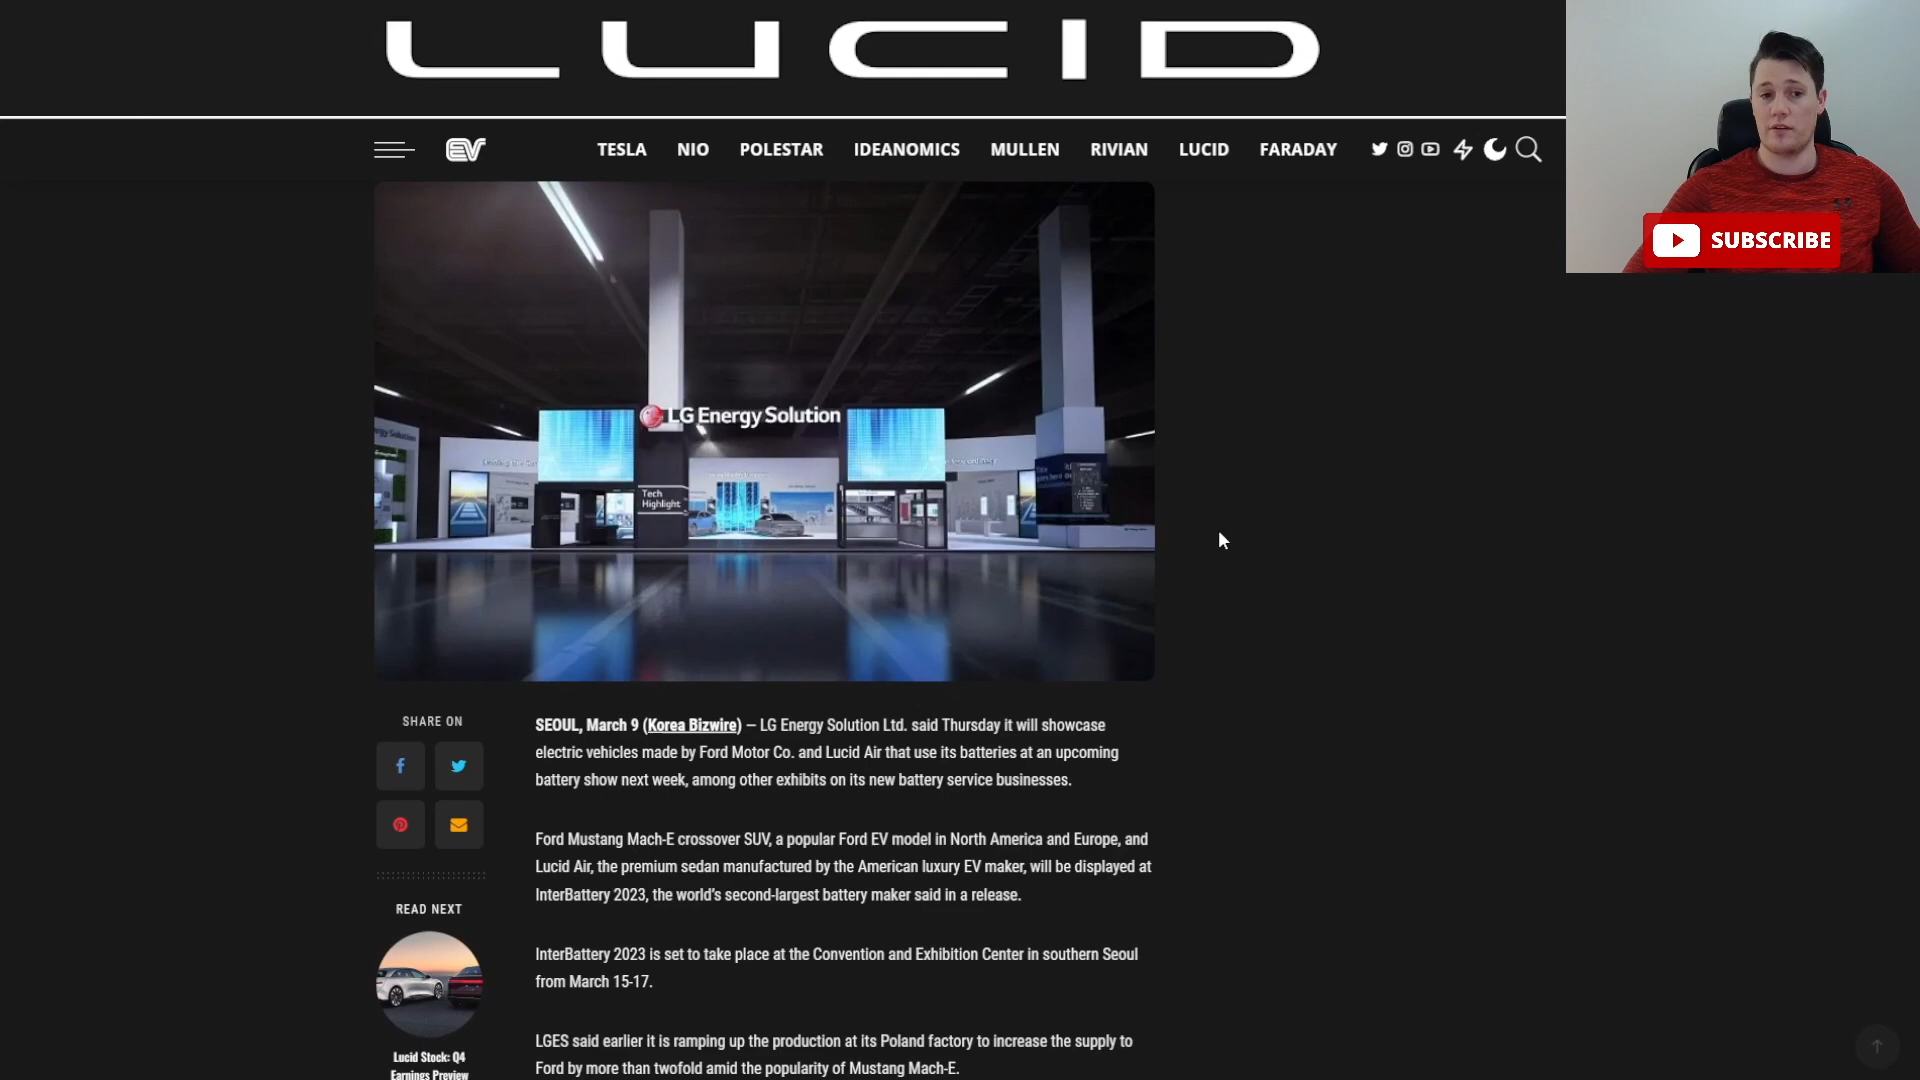 LUCID
EV
TESLA NIO POLESTAR IDEANOMICS MULLEN RIVIAN LUCID FARADAY
SUBSCRIBE
LG Energy Solution
Tech
Highlight
SHARE ON
SEOUL, March 9 (Korea Bizwire) — LG Energy Solution Ltd. said Thursday it will showcase
electric vehicles made by Ford Motor Co. and Lucid Air that use its batteries at an upcoming
battery show next week, among other exhibits on its new battery service businesses.
Ford Mustang Mach-E crossover SUV, a popular Ford EV model in North America and Europe, and
Lucid Air, the premium sedan manufactured by the American luxury EV maker, will be displayed at
InterBattery 2023, the world's second-largest battery maker said in a release.
READ NEXT
InterBattery 2023 is set to take place at the Convention and Exhibition Center in southern Seoul
from March 15-17.
LGES said earlier it is ramping up the production at its Poland factory to increase the supply to
Ford by more than twofold amid the popularity of Mustang Mach-E.
Lucid Stock: Q4
Earnings Preview